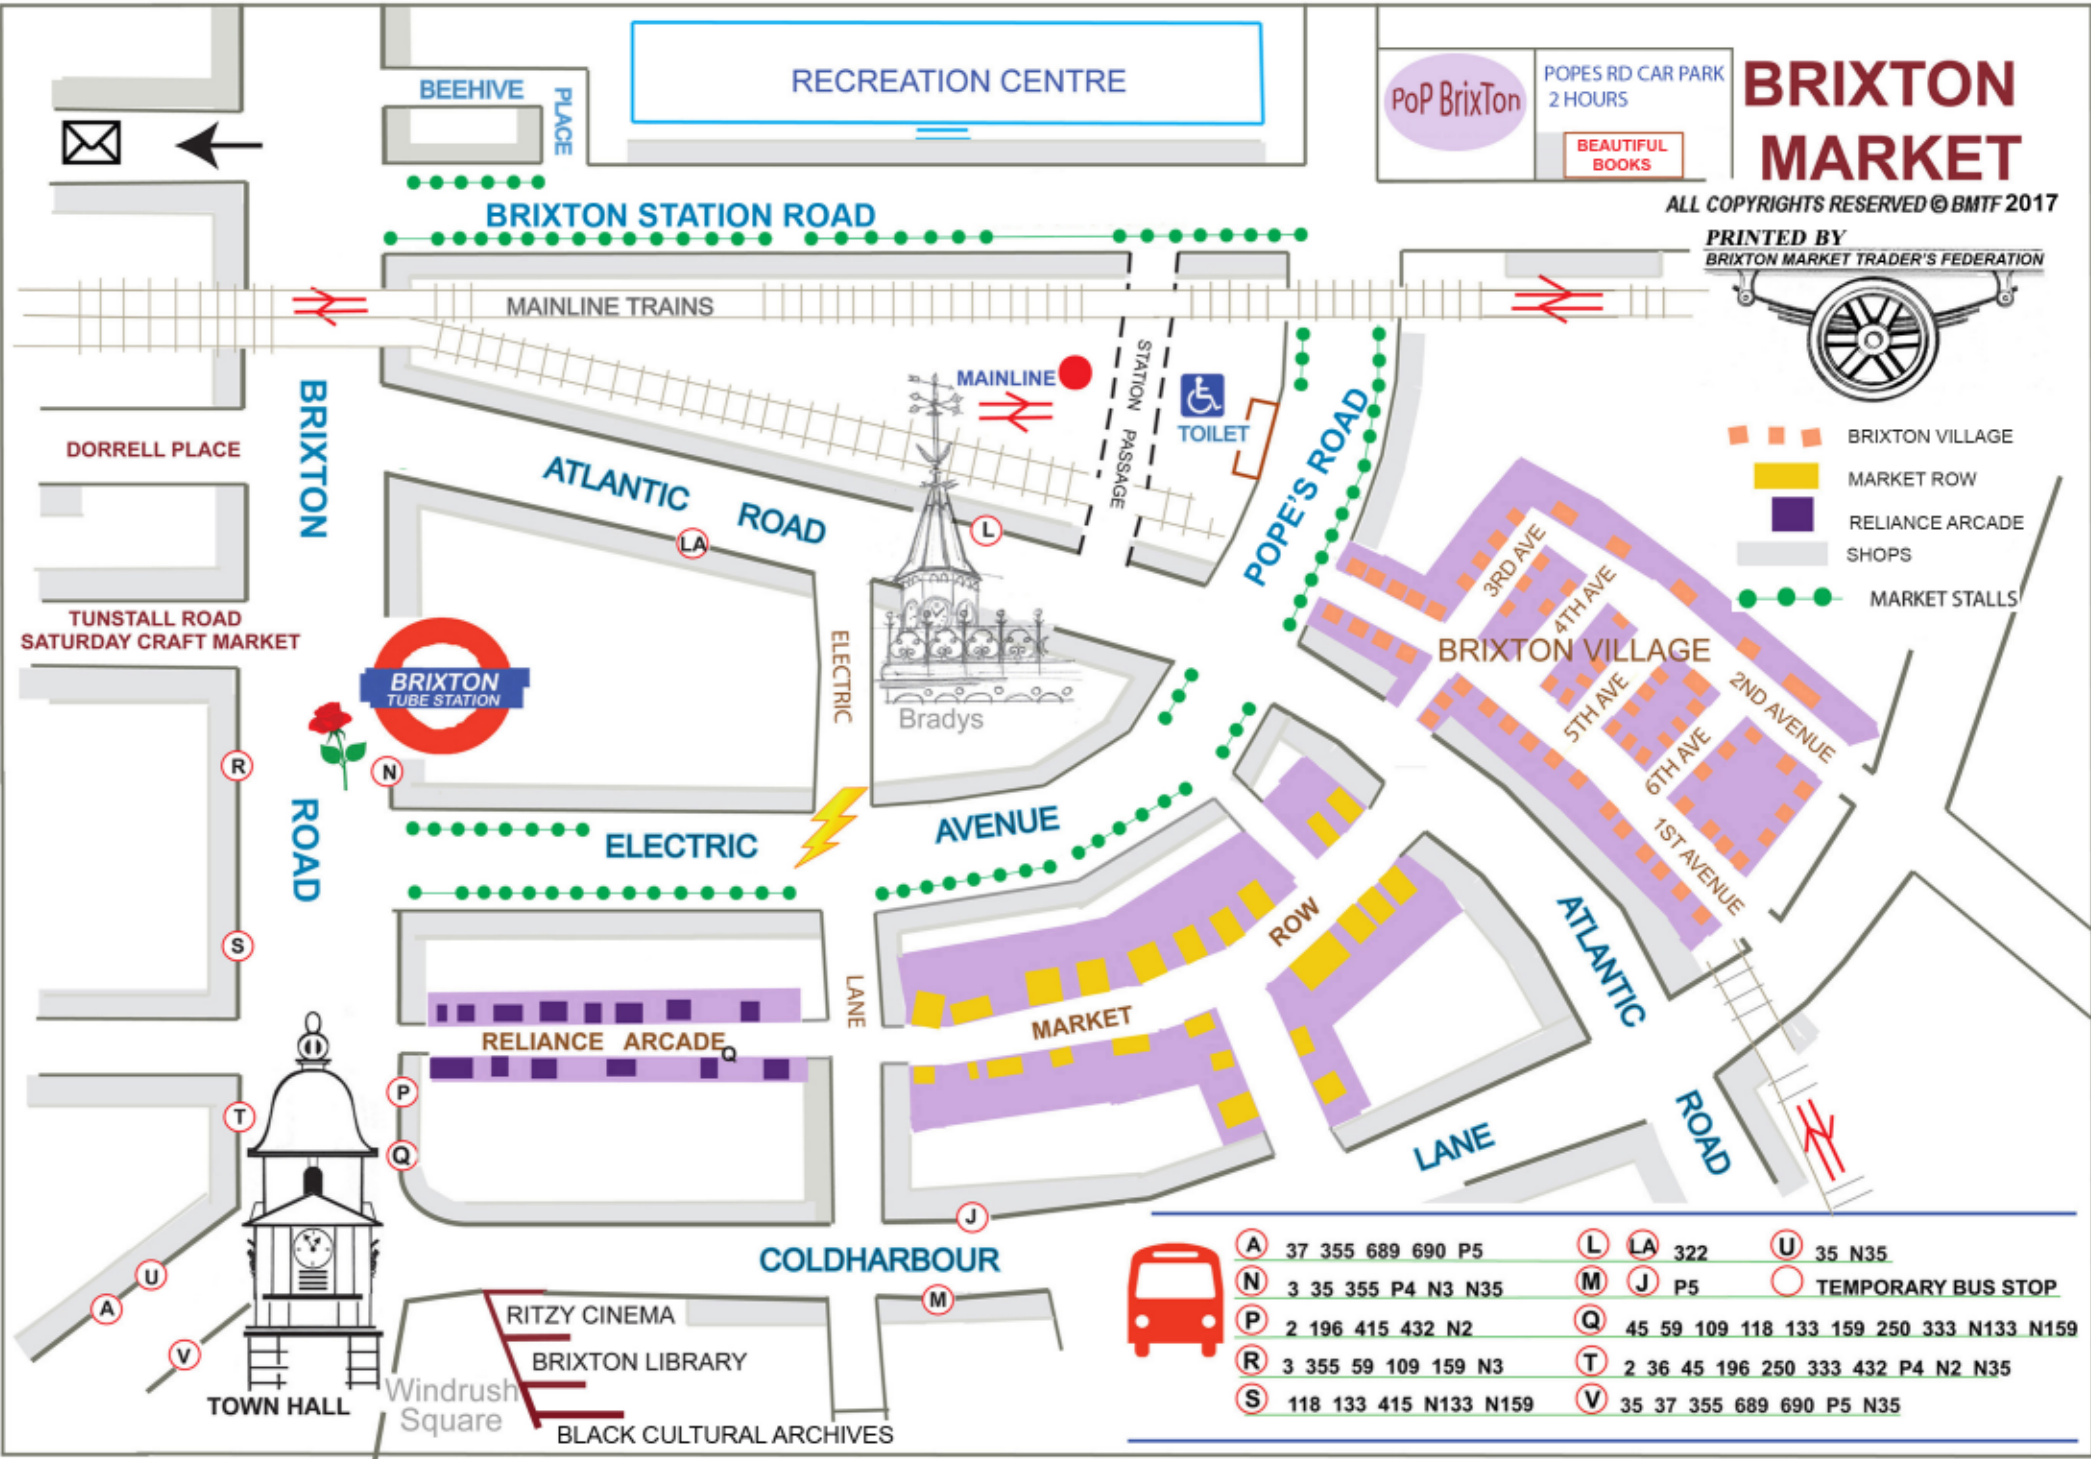 BRIXTON
MARKET
ALL COPYRIGHTS RESERVED © BMTF 2017
PRINTED BY
BRIXTON MARKET TRADER'S FEDERATION
RECREATION CENTRE
BEEHIVE
PLACE
PoP BrixTon
POPES RD CAR PARK
2 HOURS
BEAUTIFUL
BOOKS
BRIXTON STATION ROAD
MAINLINE TRAINS
MAINLINE
STATION PASSAGE
TOILET
POPE'S ROAD
BRIXTON
ROAD
DORRELL PLACE
ATLANTIC ROAD
LA
L
TUNSTALL ROAD
SATURDAY CRAFT MARKET
BRIXTON
TUBE STATION
ELECTRIC
LANE
Bradys
BRIXTON VILLAGE
MARKET ROW
RELIANCE ARCADE
SHOPS
MARKET STALLS
3RD AVE
4TH AVE
BRIXTON VILLAGE
5TH AVE
2ND AVENUE
6TH AVE
1ST AVENUE
R
N
S
ELECTRIC
AVENUE
ATLANTIC
ROAD
MARKET
ROW
RELIANCE ARCADE
Q
P
Q
T
U
A
V
J
M
COLDHARBOUR
LANE
TOWN HALL
RITZY CINEMA
BRIXTON LIBRARY
BLACK CULTURAL ARCHIVES
Windrush
Square
A 37 355 689 690 P5
N 3 35 355 P4 N3 N35
P 2 196 415 432 N2
R 3 355 59 109 159 N3
S 118 133 415 N133 N159
L LA 322 U 35 N35
M J P5 TEMPORARY BUS STOP
Q 45 59 109 118 133 159 250 333 N133 N159
T 2 36 45 196 250 333 432 P4 N2 N35
V 35 37 355 689 690 P5 N35